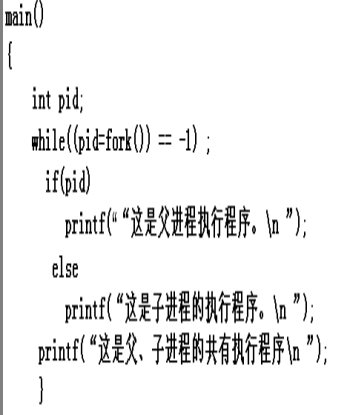 main()
{
int pid;
while((pid=fork()) == -1) ;
if(pid)
printf(“ “这是父进程执行程序。\n ”);
else
printf(“这是子进程的执行程序。\n ”);
printf(“这是父、子进程的共有执行程序\n ”);
}